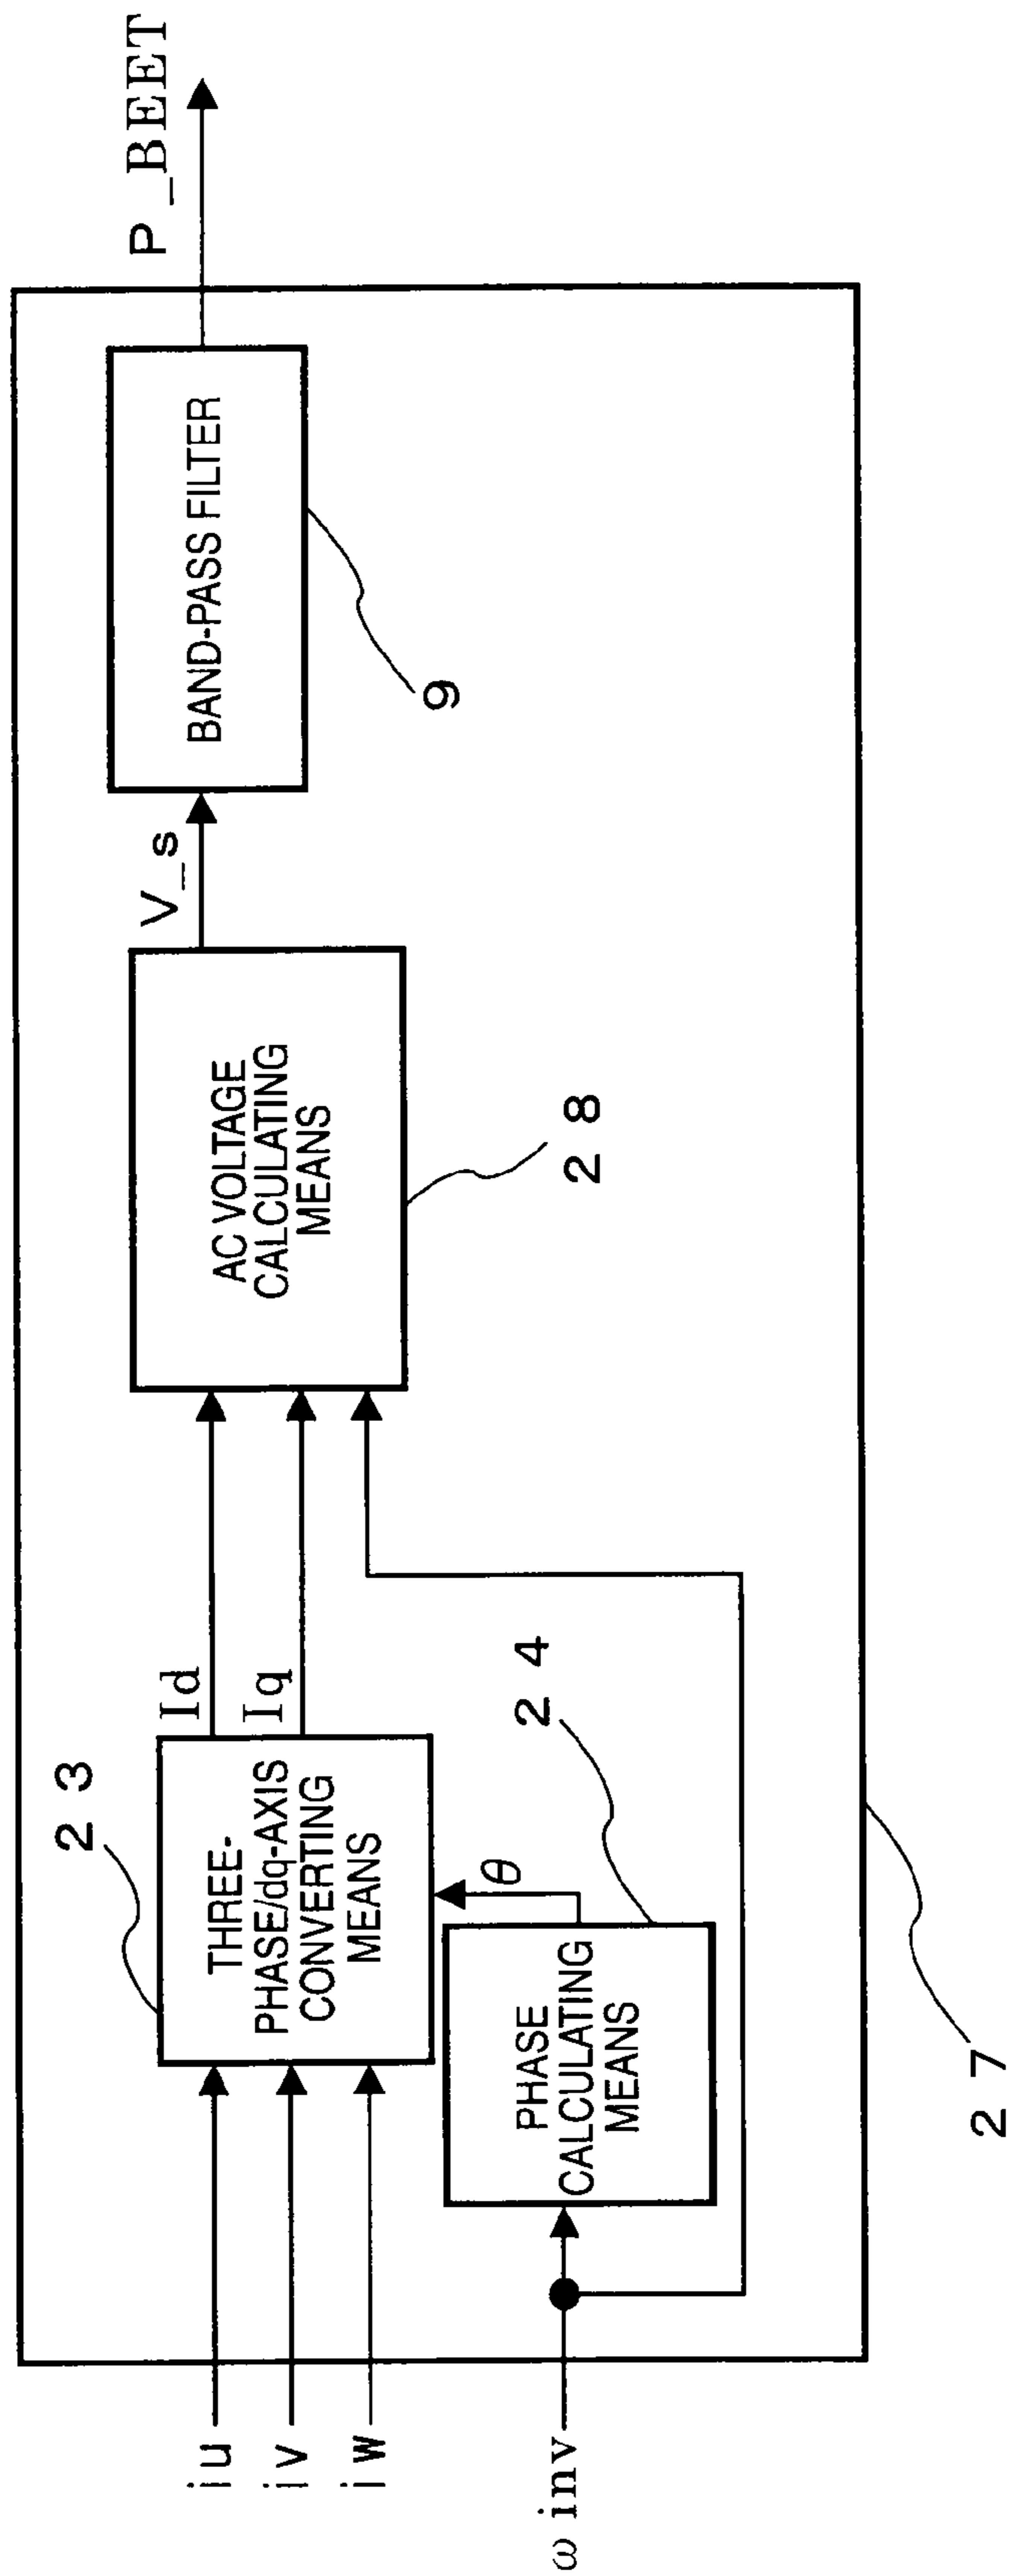 iu
iv
iw
ω inv
2 3
THREE-
PHASE/dq-AXIS
CONVERTING
MEANS
θ
PHASE
CALCULATING
MEANS
2 4
Id
Iq
AC VOLTAGE
CALCULATING
MEANS
2 8
V_s
BAND-PASS FILTER
9
P_BEET
2 7